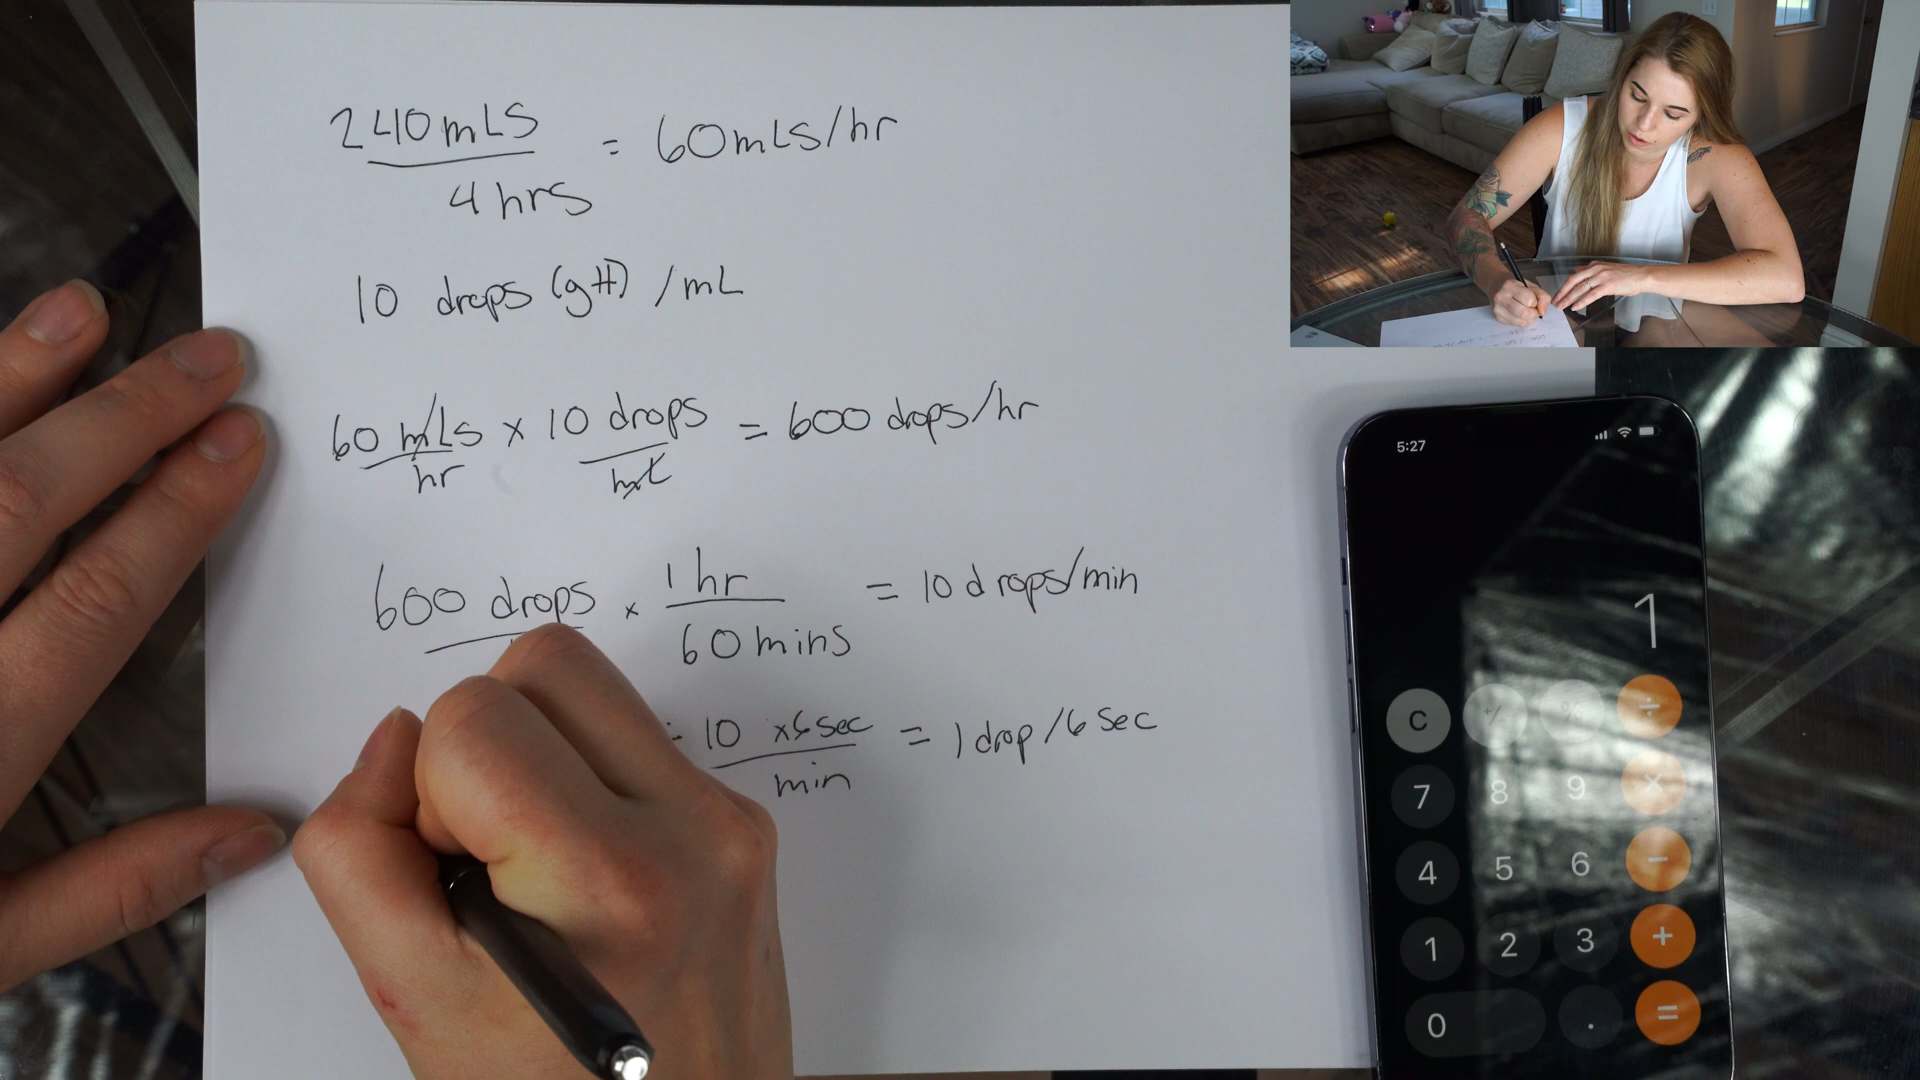 240 mLs
4 hrs
= 60 mLs/hr
10 drops (gtt) /mL
60 mLs x 10 drops = 600 drops/hr
hr mL
600 drops x 1 hr = 10 drops/min
60 mins
10 x6 sec = 1 drop /6 sec
min
5:27
1
C +/- % ÷
7 8 9 ×
4 5 6 −
1 2 3 +
0 . =